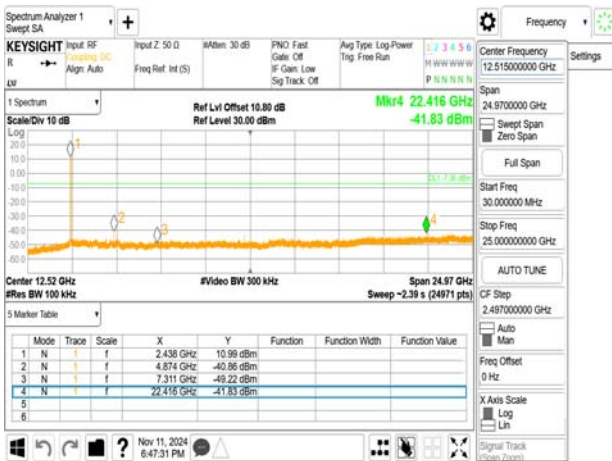 Spectrum Analyzer 1
Swept SA
+
Frequency
Settings
KEYSIGHT
R
Input: RF
Coupling: DC
Align: Auto
Input Z: 50 Ω
Freq Ref: Int (S)
#Atten: 30 dB
PNO: Fast
Gate: Off
IF Gain: Low
Sig Track: Off
Avg Type: Log-Power
Trig: Free Run
1 2 3 4 5 6
M W W W W W
P N N N N N
1 Spectrum
Scale/Div 10 dB
Ref Lvl Offset 10.80 dB
Ref Level 30.00 dBm
Mkr4 22.416 GHz
-41.83 dBm
Log
20.0
10.0
0.00
-10.0
-20.0
-30.0
-40.0
-50.0
-60.0
1
2
3
4
DL1 -7.36 dBm
Center 12.52 GHz
#Res BW 100 kHz
#Video BW 300 kHz
Span 24.97 GHz
Sweep ~2.39 s (24971 pts)
5 Marker Table
Mode Trace Scale X Y Function Function Width Function Value
1 N 1 f 2.438 GHz 10.99 dBm
2 N 1 f 4.874 GHz -40.86 dBm
3 N 1 f 7.311 GHz -49.22 dBm
4 N 1 f 22.416 GHz -41.83 dBm
5
6
Center Frequency
12.515000000 GHz
Span
24.9700000 GHz
Swept Span
Zero Span
Full Span
Start Freq
30.000000 MHz
Stop Freq
25.000000000 GHz
AUTO TUNE
CF Step
2.497000000 GHz
Auto
Man
Freq Offset
0 Hz
X Axis Scale
Log
Lin
Signal Track
(Span Zoom)
?
Nov 11, 2024
6:47:31 PM